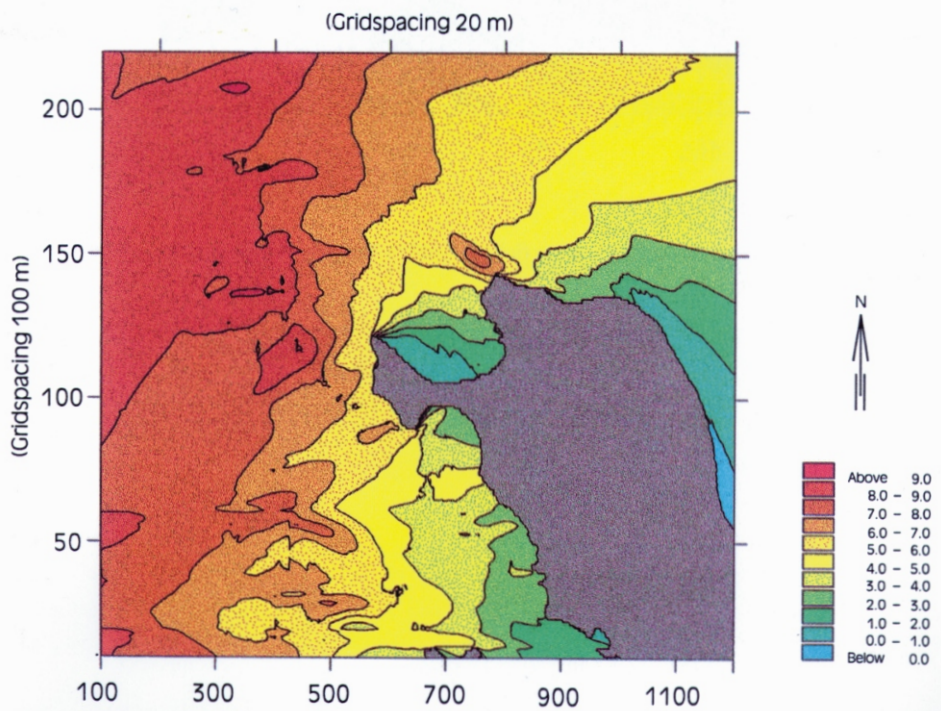 (Gridspacing 20 m)
(Gridspacing 100 m)
200
150
100
50
100 300 500 700 900 1100
N
Above 9.0
8.0 – 9.0
7.0 – 8.0
6.0 – 7.0
5.0 – 6.0
4.0 – 5.0
3.0 – 4.0
2.0 – 3.0
1.0 – 2.0
0.0 – 1.0
Below 0.0